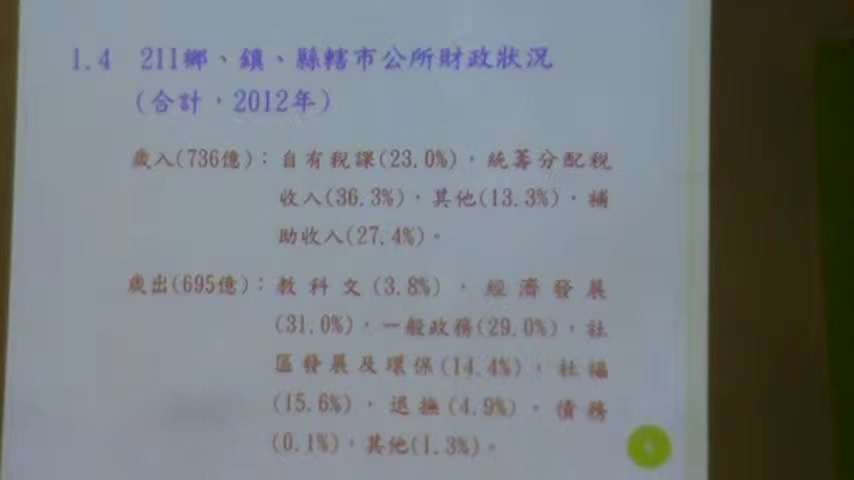 1.4 211鄉、鎮、縣轄市公所財政狀況
(合計，2012年)
歲入(736億)：自有稅課(23.0%)，統籌分配稅
收入(36.3%)，其他(13.3%)，補
助收入(27.4%)。
歲出(695億)：教科文(3.8%)，經濟發展
(31.0%)，一般政務(29.0%)，社
區發展及環保(14.4%)，社福
(15.6%)，退撫(4.9%)，債務
(0.1%)，其他(1.3%)。